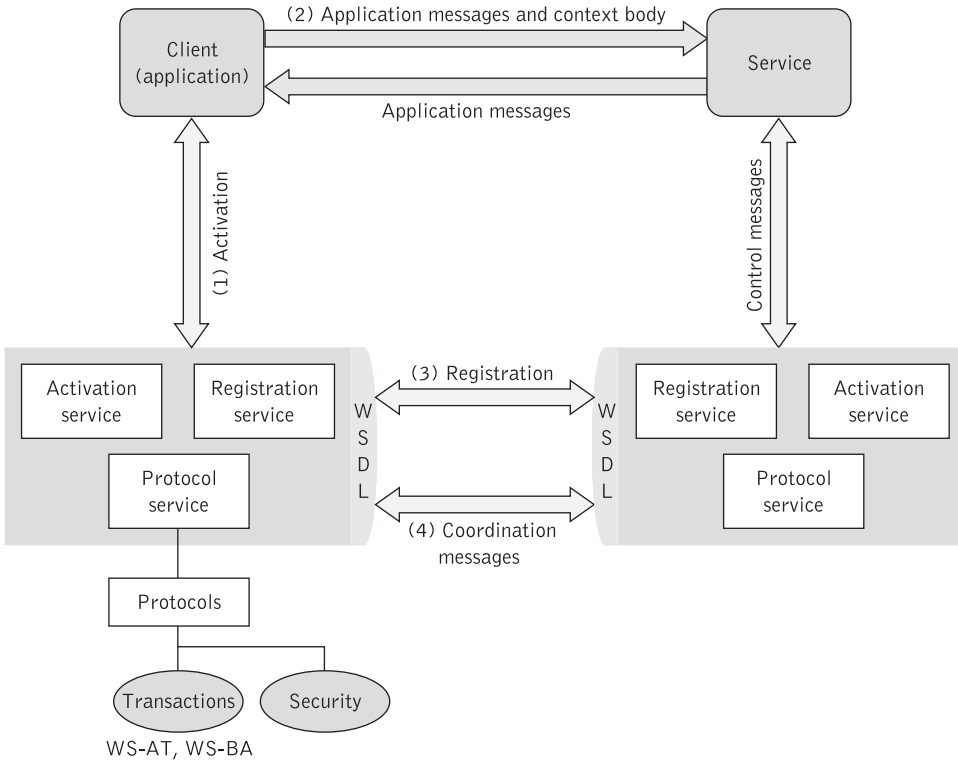 (2) Application messages and context body
Client
(application)
Service
Application messages
(1) Activation
Control messages
Activation
service
Registration
service
W
S
D
L
(3) Registration
(4) Coordination
messages
W
S
D
L
Registration
service
Activation
service
Protocol
service
Protocol
service
Protocols
Transactions
Security
WS-AT, WS-BA